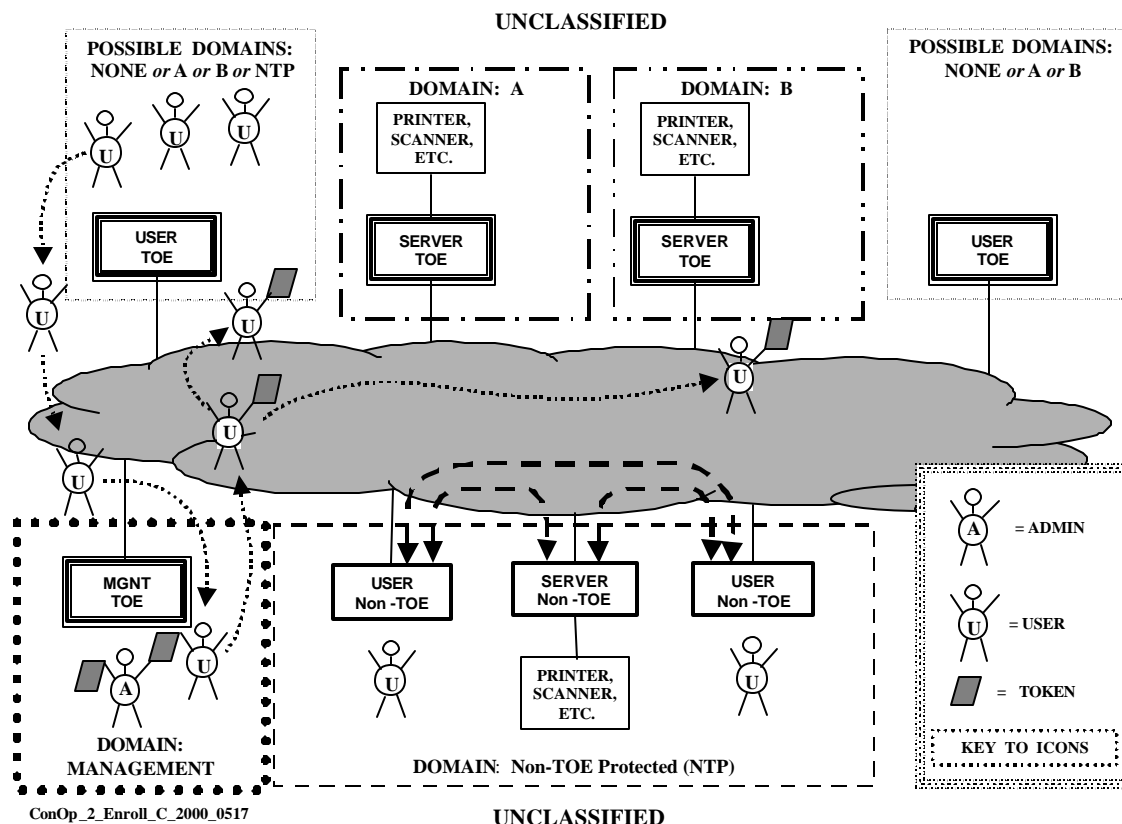 UNCLASSIFIED
POSSIBLE DOMAINS:
NONE or A or B or NTP
U
U
U
USER
TOE
U
U
DOMAIN: A
PRINTER,
SCANNER,
ETC.
SERVER
TOE
DOMAIN: B
PRINTER,
SCANNER,
ETC.
SERVER
TOE
POSSIBLE DOMAINS:
NONE or A or B
USER
TOE
U
U
U
MGNT
TOE
A
U
DOMAIN:
MANAGEMENT
USER
Non -TOE
U
SERVER
Non -TOE
PRINTER,
SCANNER,
ETC.
USER
Non -TOE
U
DOMAIN: Non-TOE Protected (NTP)
A
= ADMIN
U
= USER
= TOKEN
KEY TO ICONS
ConOp_2_Enroll_C_2000_0517
UNCLASSIFIED